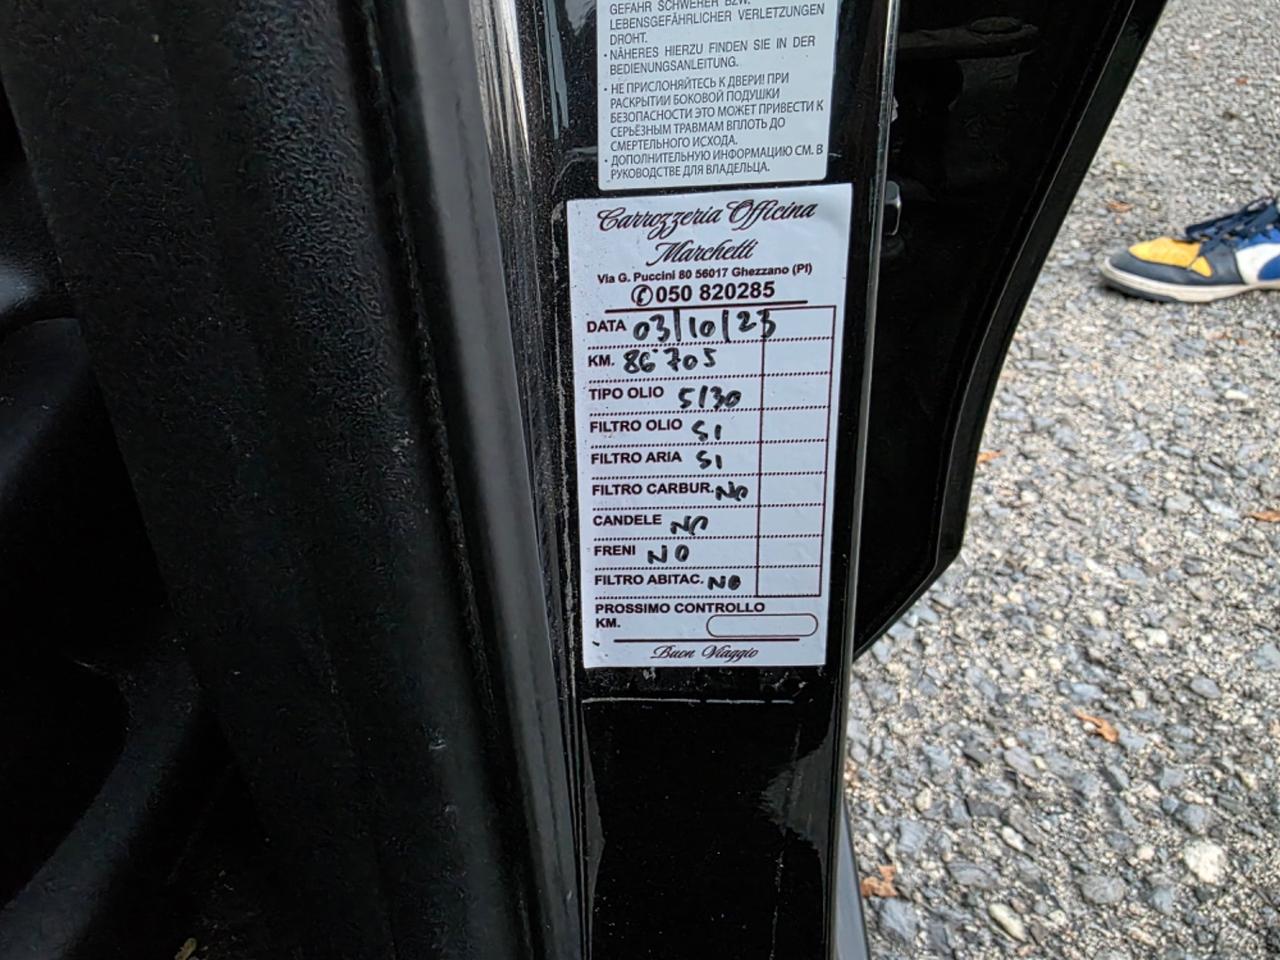 GEFAHR SCHWERER BZW.
LEBENSGEFÄHRLICHER VERLETZUNGEN
DROHT.
• NÄHERES HIERZU FINDEN SIE IN DER
BEDIENUNGSANLEITUNG.
• НЕ ПРИСЛОНЯЙТЕСЬ К ДВЕРИ! ПРИ
РАСКРЫТИИ БОКОВОЙ ПОДУШКИ
БЕЗОПАСНОСТИ ЭТО МОЖЕТ ПРИВЕСТИ К
СЕРЬЁЗНЫМ ТРАВМАМ ВПЛОТЬ ДО
СМЕРТЕЛЬНОГО ИСХОДА.
• ДОПОЛНИТЕЛЬНУЮ ИНФОРМАЦИЮ СМ. В
РУКОВОДСТВЕ ДЛЯ ВЛАДЕЛЬЦА.
Carrozzeria Officina
Marchetti
Via G. Puccini 80 56017 Ghezzano (PI)
✆050 820285
DATA 03/10/23
KM. 86705
TIPO OLIO 5/30
FILTRO OLIO SI
FILTRO ARIA SI
FILTRO CARBUR. NO
CANDELE NO
FRENI NO
FILTRO ABITAC. NO
PROSSIMO CONTROLLO
KM.
Buon Viaggio